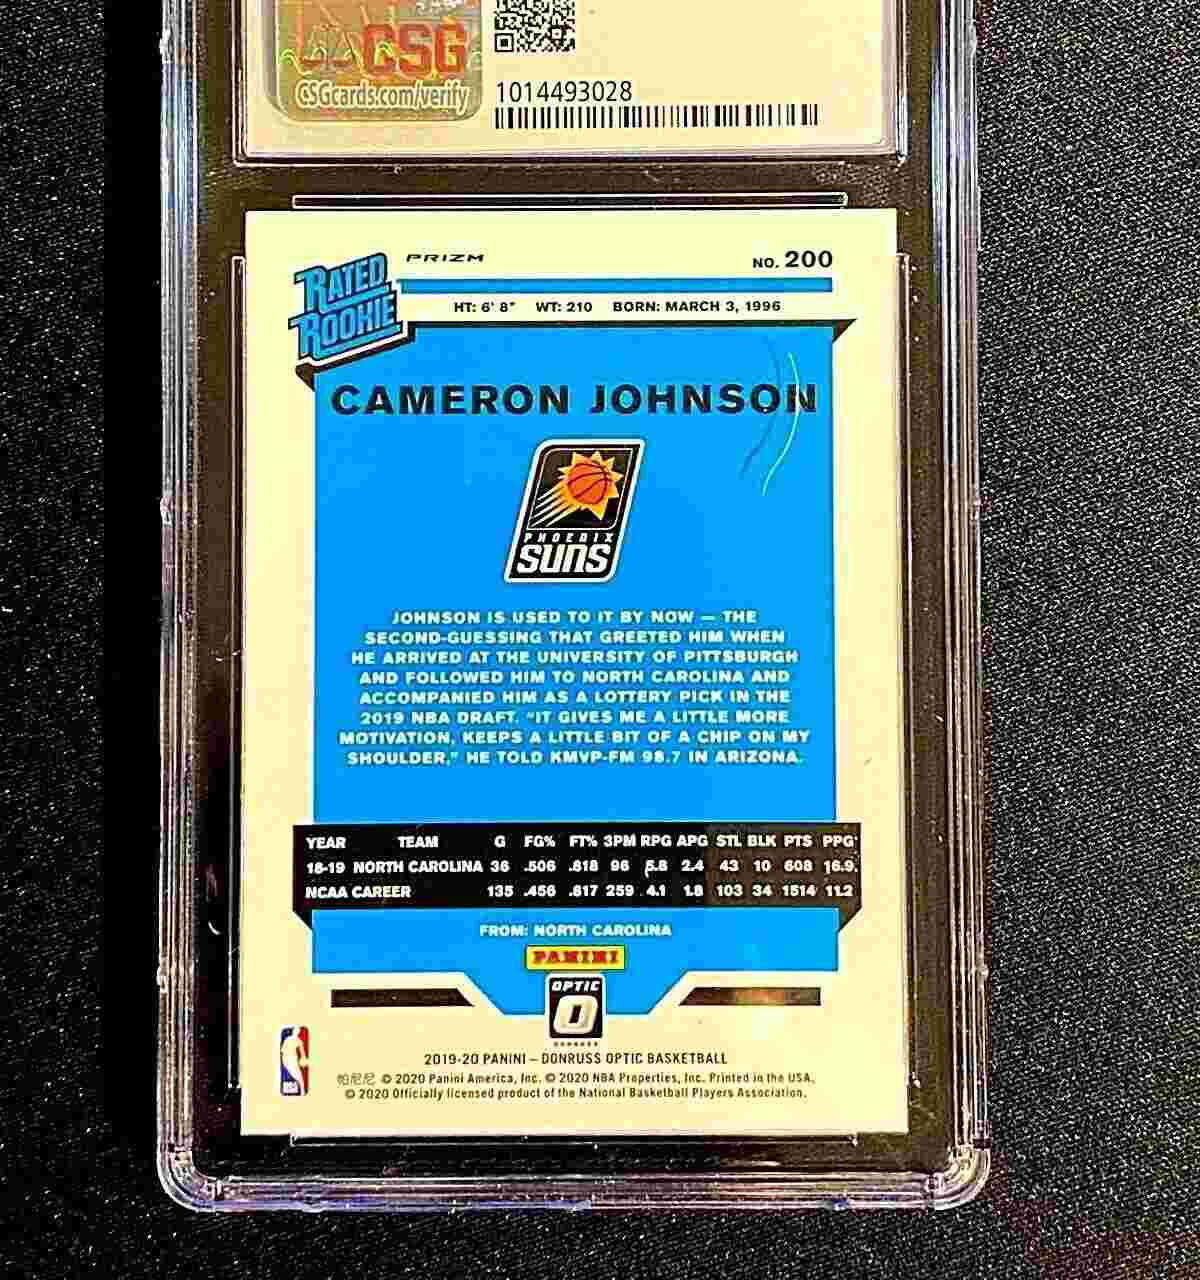 CSG
CSGcards.com/verify
1014493028
RATED
ROOKIE
PRIZM
NO. 200
HT: 6' 8" WT: 210 BORN: MARCH 3, 1996
CAMERON JOHNSON
PHOENIX
SUNS
JOHNSON IS USED TO IT BY NOW — THE
SECOND-GUESSING THAT GREETED HIM WHEN
HE ARRIVED AT THE UNIVERSITY OF PITTSBURGH
AND FOLLOWED HIM TO NORTH CAROLINA AND
ACCOMPANIED HIM AS A LOTTERY PICK IN THE
2019 NBA DRAFT. "IT GIVES ME A LITTLE MORE
MOTIVATION, KEEPS A LITTLE BIT OF A CHIP ON MY
SHOULDER," HE TOLD KMVP-FM 98.7 IN ARIZONA.
YEAR TEAM G FG% FT% 3PM RPG APG STL BLK PTS PPG
18-19 NORTH CAROLINA 36 .506 .818 96 5.8 2.4 43 10 608 16.9
NCAA CAREER 135 .456 .817 259 4.1 1.8 103 34 1514 11.2
FROM: NORTH CAROLINA
PANINI
OPTIC
O
DONRUSS
NBA
2019-20 PANINI – DONRUSS OPTIC BASKETBALL
帕尼尼 © 2020 Panini America, Inc. © 2020 NBA Properties, Inc. Printed in the USA.
© 2020 Officially licensed product of the National Basketball Players Association.